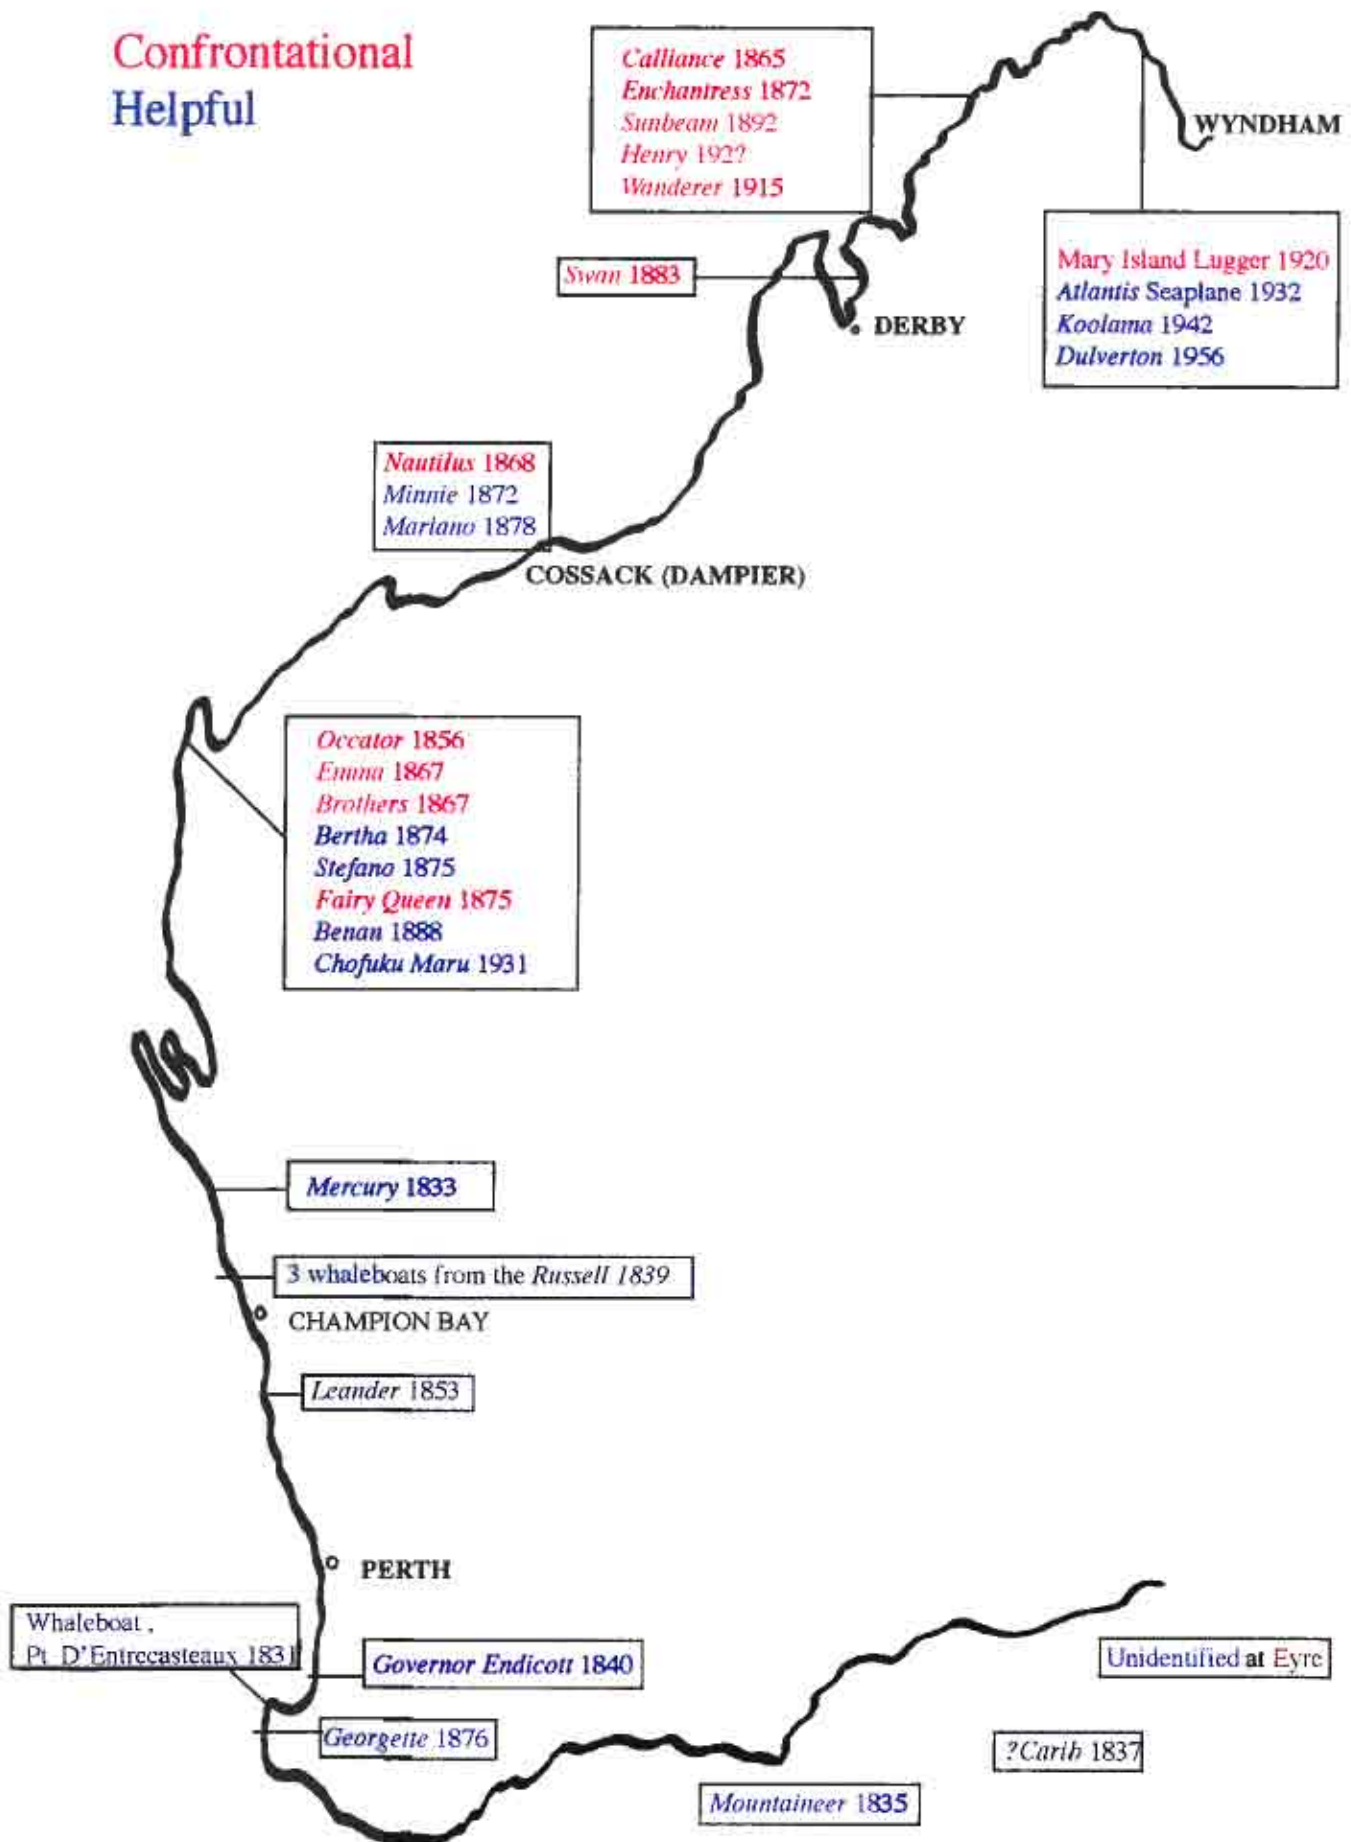 Confrontational
Helpful
Calliance 1865
Enchantress 1872
Sunbeam 1892
Henry 192?
Wanderer 1915
WYNDHAM
Swan 1883
DERBY
Mary Island Lugger 1920
Atlantis Seaplane 1932
Koolama 1942
Dulverton 1956
Nautilus 1868
Minnie 1872
Mariano 1878
COSSACK (DAMPIER)
Occator 1856
Emma 1867
Brothers 1867
Bertha 1874
Stefano 1875
Fairy Queen 1875
Benan 1888
Chofuku Maru 1931
Mercury 1833
3 whaleboats from the Russell 1839
CHAMPION BAY
Leander 1853
PERTH
Whaleboat ,
Pt D'Entrecasteaux 1831
Governor Endicott 1840
Georgette 1876
Unidentified at Eyre
?Carib 1837
Mountaineer 1835